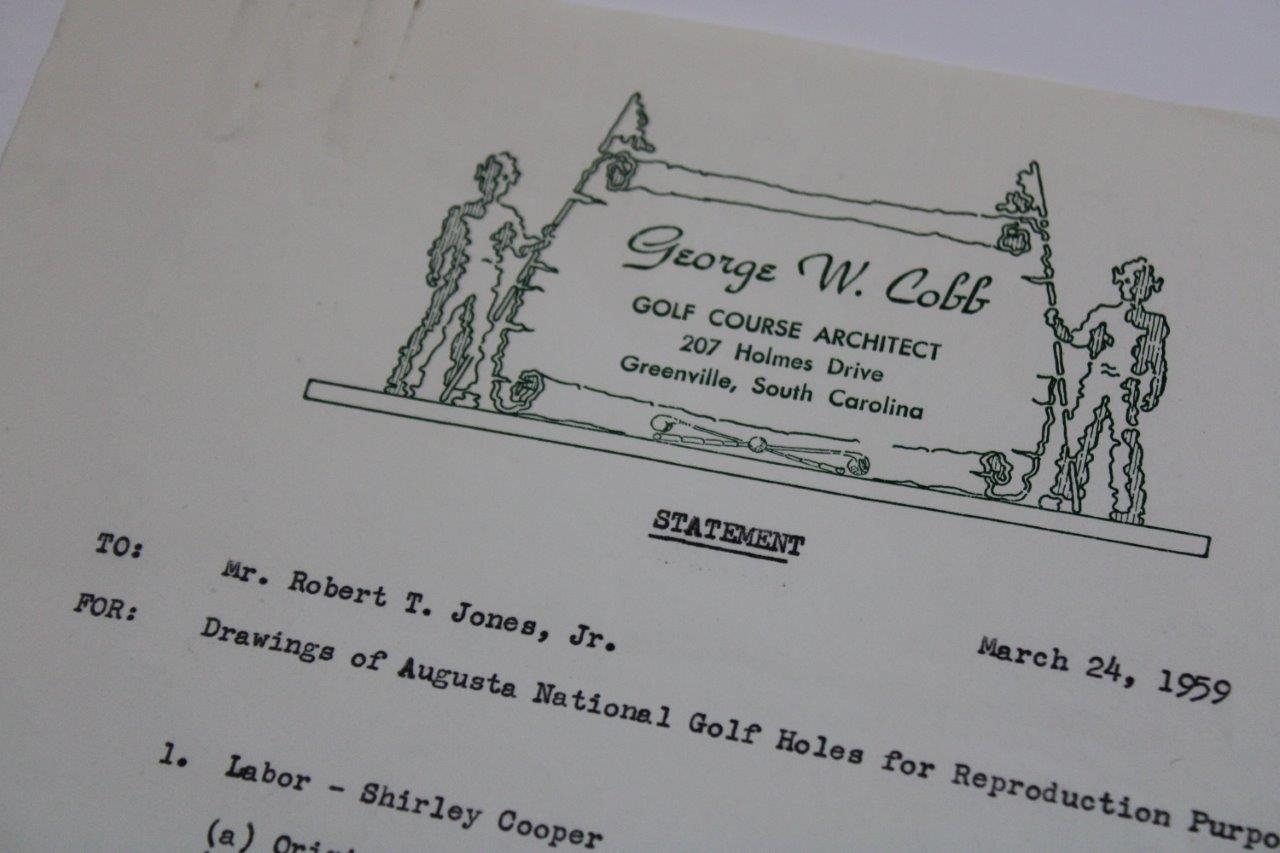 George W. Cobb
GOLF COURSE ARCHITECT
207 Holmes Drive
Greenville, South Carolina
STATEMENT
TO: Mr. Robert T. Jones, Jr.
March 24, 1959
FOR: Drawings of Augusta National Golf Holes for Reproduction
1. Labor - Shirley Cooper
(a)